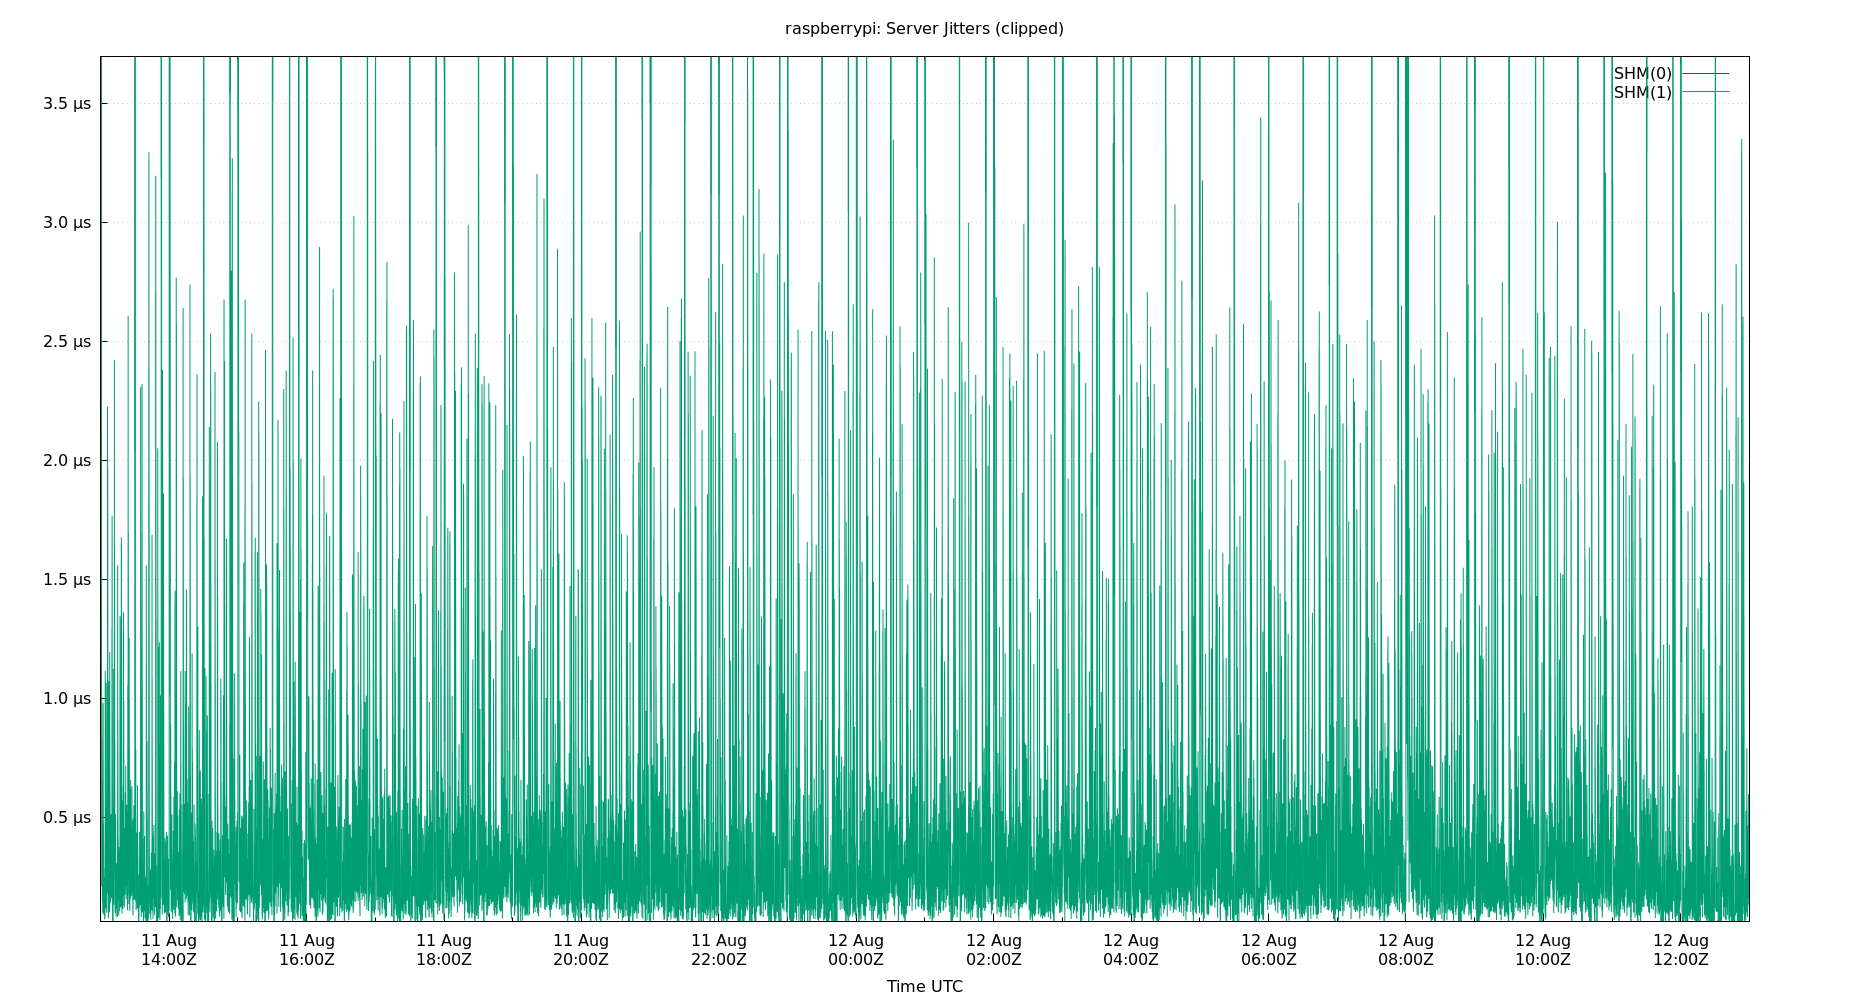 raspberrypi: Server Jitters (clipped)
SHM(0)
SHM(1)
3.5 µs
3.0 µs
2.5 µs
2.0 µs
1.5 µs
1.0 µs
0.5 µs
11 Aug 11 Aug 11 Aug 11 Aug 11 Aug 12 Aug 12 Aug 12 Aug 12 Aug 12 Aug 12 Aug 12 Aug
14:00Z 16:00Z 18:00Z 20:00Z 22:00Z 00:00Z 02:00Z 04:00Z 06:00Z 08:00Z 10:00Z 12:00Z
Time UTC